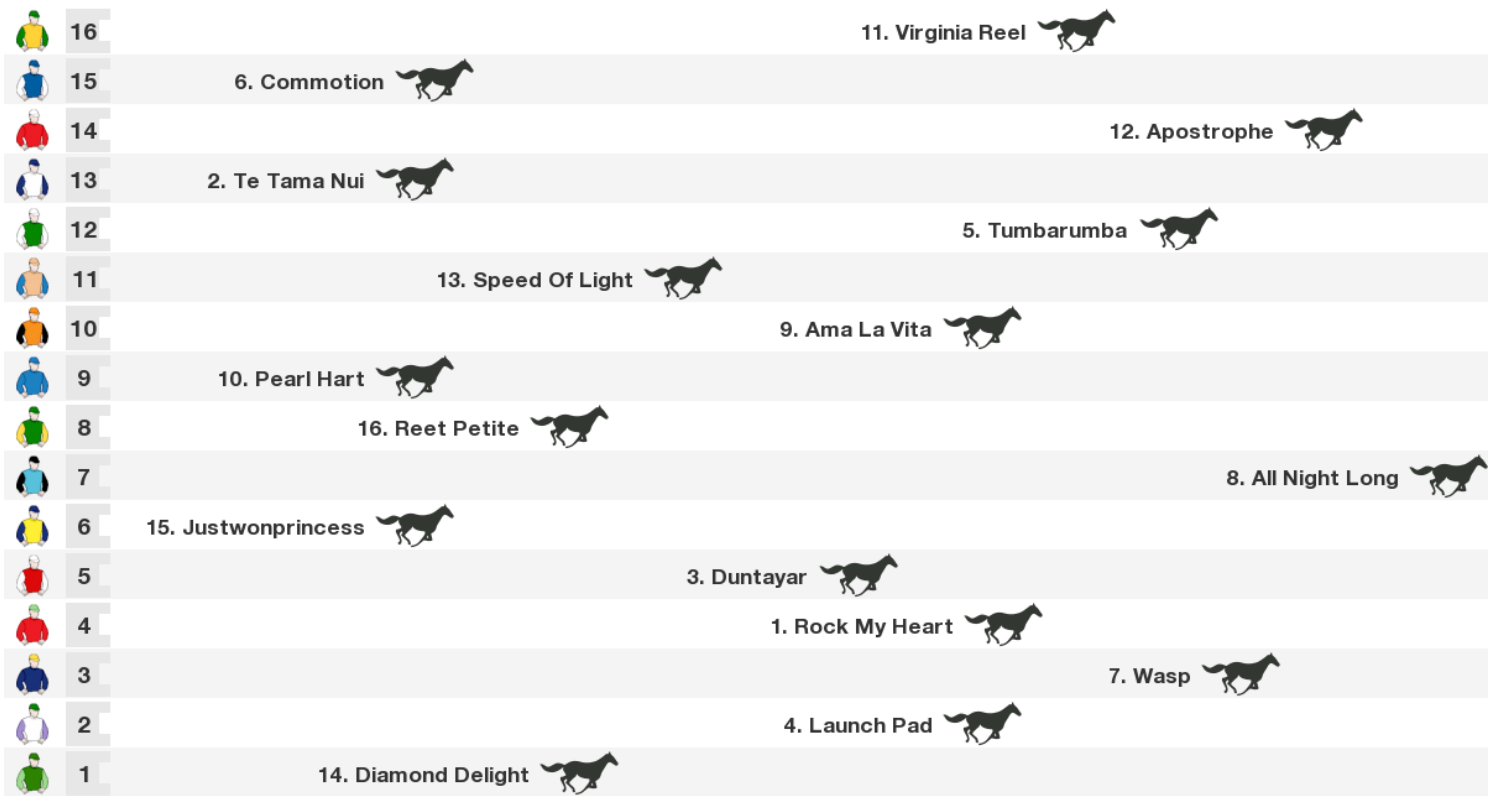 16 11. Virginia Reel
15 6. Commotion
14 12. Apostrophe
13 2. Te Tama Nui
12 5. Tumbarumba
11 13. Speed Of Light
10 9. Ama La Vita
9 10. Pearl Hart
8 16. Reet Petite
7 8. All Night Long
6 15. Justwonprincess
5 3. Duntayar
4 1. Rock My Heart
3 7. Wasp
2 4. Launch Pad
1 14. Diamond Delight